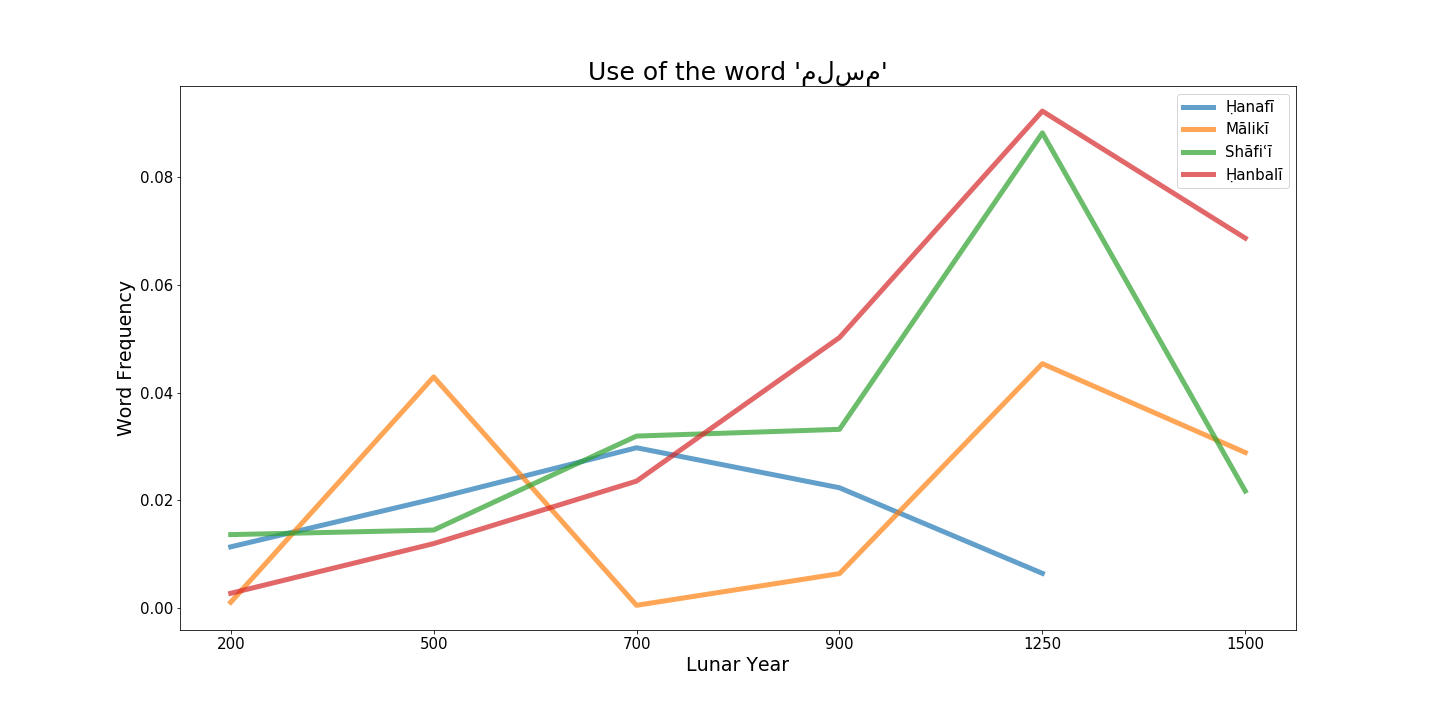 Use of the word 'مسلم'
Ḥanafī
Mālikī
Shāfiʿī
Ḥanbalī
Word Frequency
0.08
0.06
0.04
0.02
0.00
200 500 700 900 1250 1500
Lunar Year